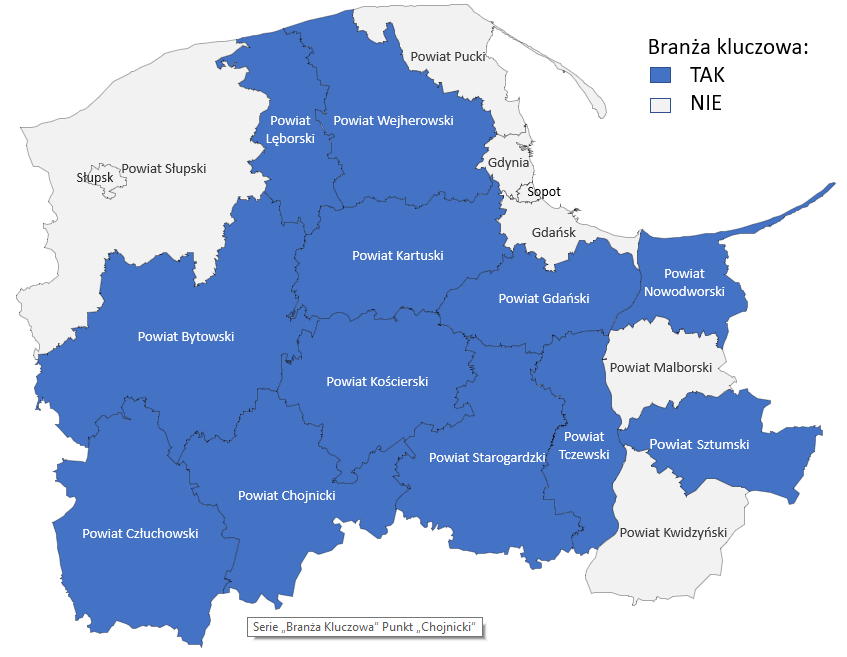 Branża kluczowa:
TAK
NIE
Powiat Pucki
Powiat
Lęborski
Powiat Wejherowski
Powiat Słupski
Słupsk
Gdynia
Sopot
Gdańsk
Powiat Kartuski
Powiat
Nowodworski
Powiat Gdański
Powiat Bytowski
Powiat Kościerski
Powiat Malborski
Powiat
Tczewski
Powiat Sztumski
Powiat Starogardzki
Powiat Chojnicki
Powiat Człuchowski
Powiat Kwidzyński
Serie „Branża Kluczowa” Punkt „Chojnicki”